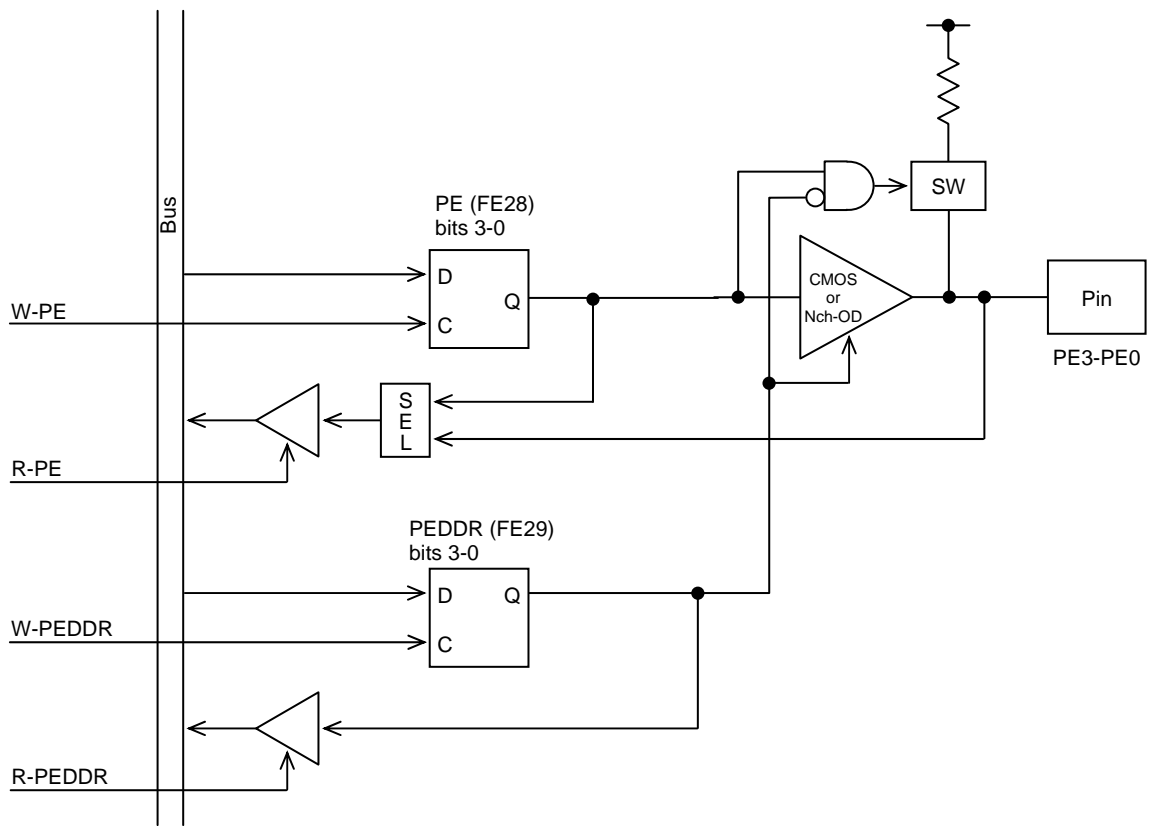 Bus
SW
PE (FE28)
bits 3-0
D
Q
C
CMOS
or
Nch-OD
Pin
PE3-PE0
W-PE
S
E
L
R-PE
PEDDR (FE29)
bits 3-0
D
Q
C
W-PEDDR
R-PEDDR